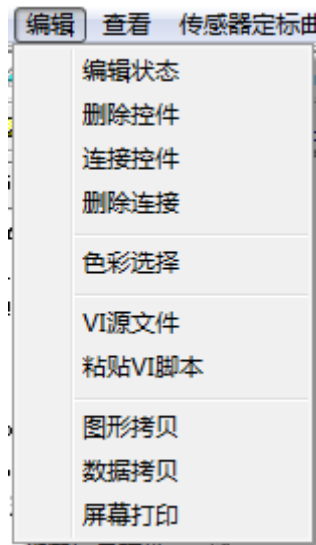 编辑 查看 传感器定标曲
编辑状态
删除控件
连接控件
删除连接
色彩选择
VI源文件
粘贴VI脚本
图形拷贝
数据拷贝
屏幕打印